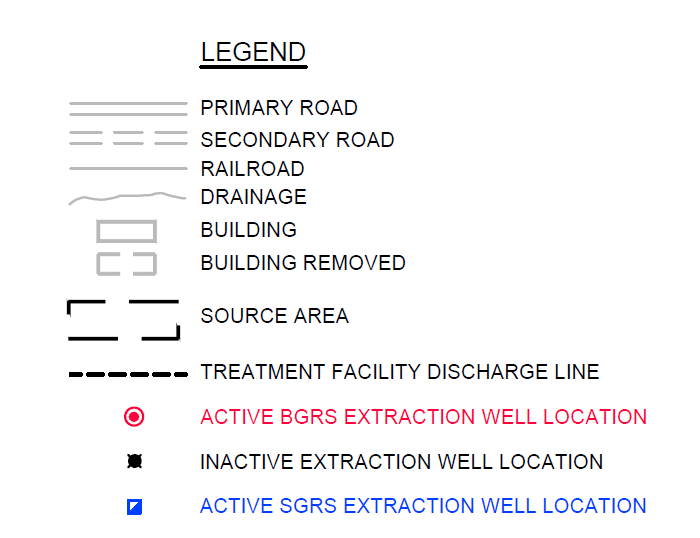 LEGEND
PRIMARY ROAD
SECONDARY ROAD
RAILROAD
DRAINAGE
BUILDING
BUILDING REMOVED
SOURCE AREA
TREATMENT FACILITY DISCHARGE LINE
ACTIVE BGRS EXTRACTION WELL LOCATION
INACTIVE EXTRACTION WELL LOCATION
ACTIVE SGRS EXTRACTION WELL LOCATION